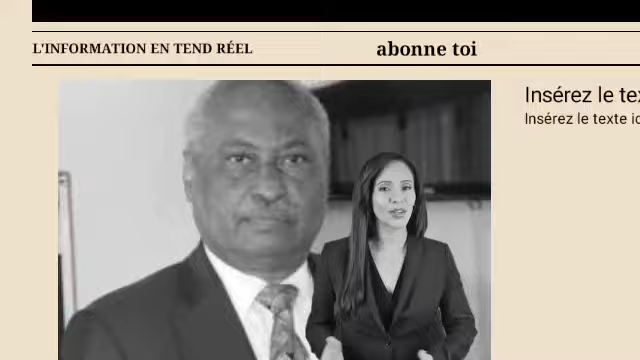 L'INFORMATION EN TEND RÉEL
abonne toi
Insérez le tex
Insérez le texte ic